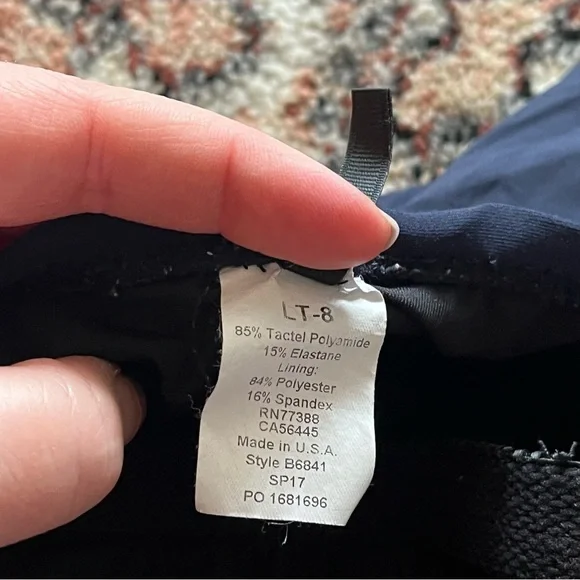 LT-8
85% Tactel Polyamide
15% Elastane
Lining:
84% Polyester
16% Spandex
RN77388
CA56445
Made in U.S.A.
Style B6841
SP17
PO 1681696